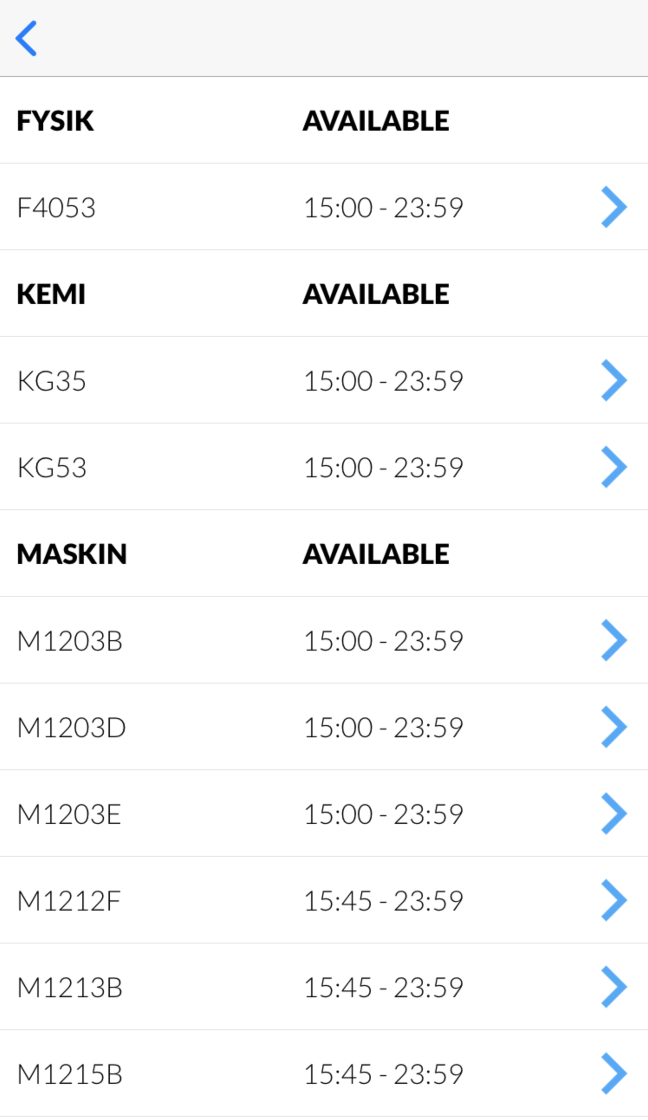 FYSIK AVAILABLE
F4053 15:00 - 23:59
KEMI AVAILABLE
KG35 15:00 - 23:59
KG53 15:00 - 23:59
MASKIN AVAILABLE
M1203B 15:00 - 23:59
M1203D 15:00 - 23:59
M1203E 15:00 - 23:59
M1212F 15:45 - 23:59
M1213B 15:45 - 23:59
M1215B 15:45 - 23:59